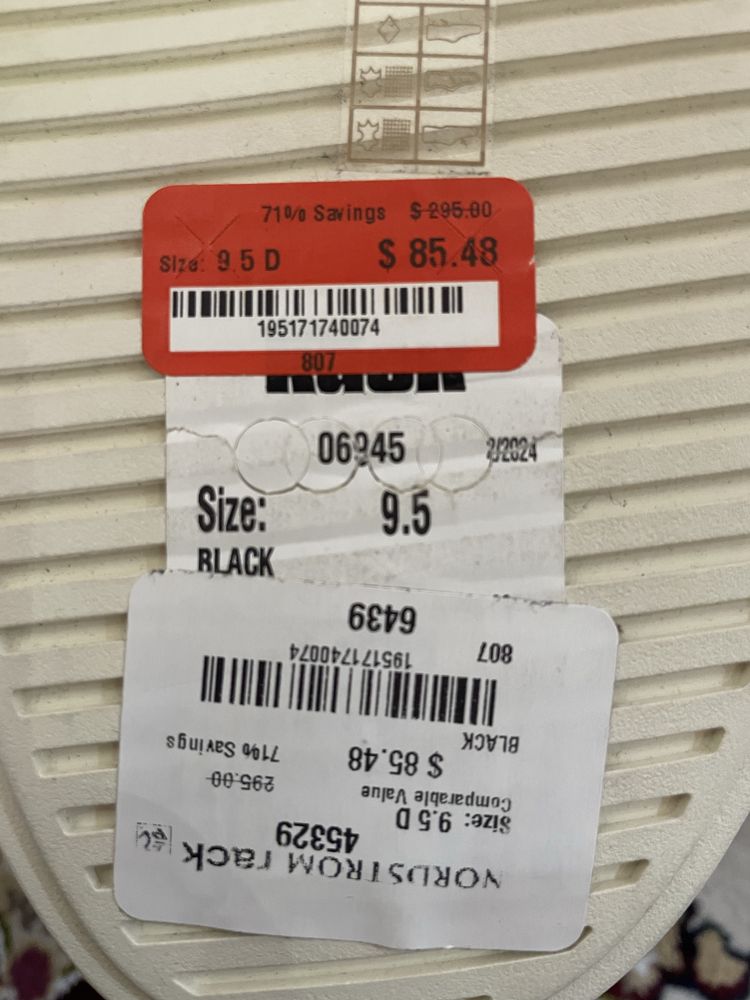 71% Savings $ 295.00
Size: 9.5 D $ 85.48
195171740074
807
Rack
06945 2/2024
Size: 9.5
BLACK
NORDSTROM rack
45329
Size: 9.5 D
Comparable Value
295.00
$ 85.48
71% Savings
BLACK
195171740074
807
6439